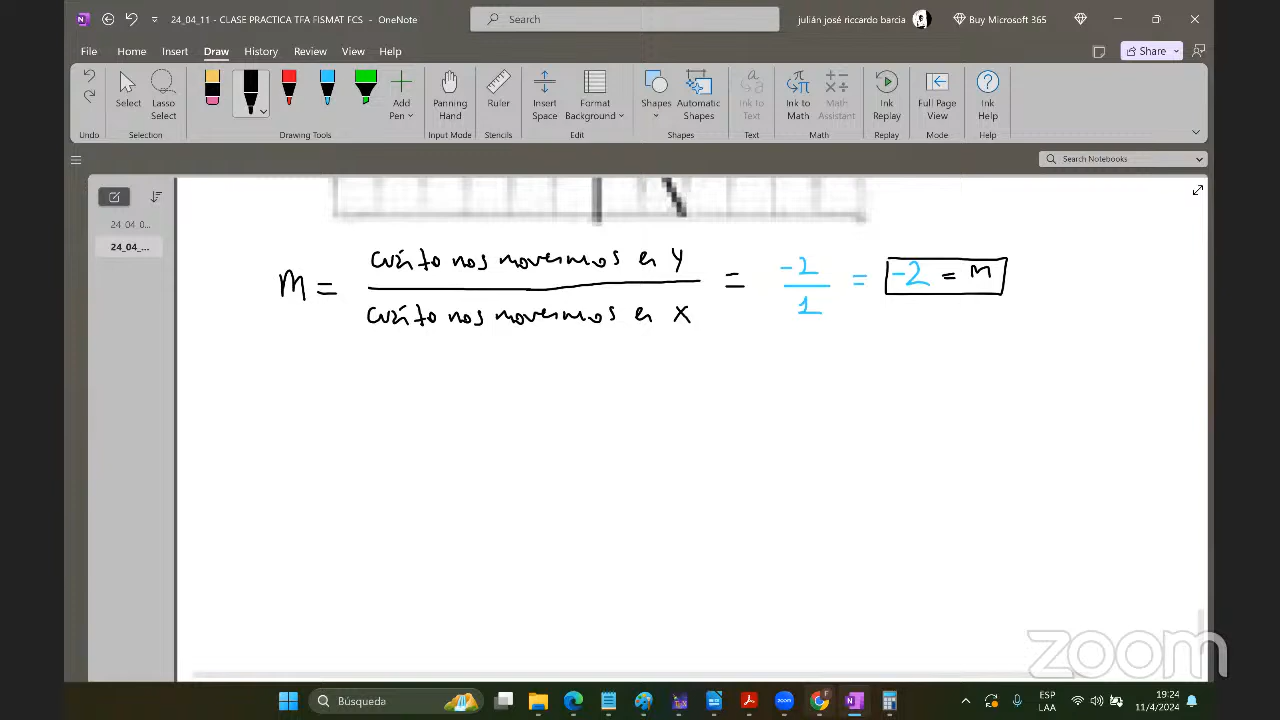 24_04_11 - CLASE PRACTICA TFA FISMAT FCS - OneNote
Search
julián josé riccardo barcia
Buy Microsoft 365
File Home Insert Draw History Review View Help
Share
Select
Lasso Select
Add Pen
Panning Hand
Ruler
Insert Space
Format Background
Shapes
Automatic Shapes
Ink to Text
Ink to Math
Math Assistant
Ink Replay
Full Page View
Ink Help
Undo Selection Drawing Tools Input Mode Stencils Edit Shapes Text Math Replay Mode Help
Search Notebooks
24_04_0...
24_04_...
m = cuánto nos movemos en y / cuánto nos movemos en x = -2 / 1 = -2 = m
zoom
Búsqueda
ESP
LAA
19:24
11/4/2024